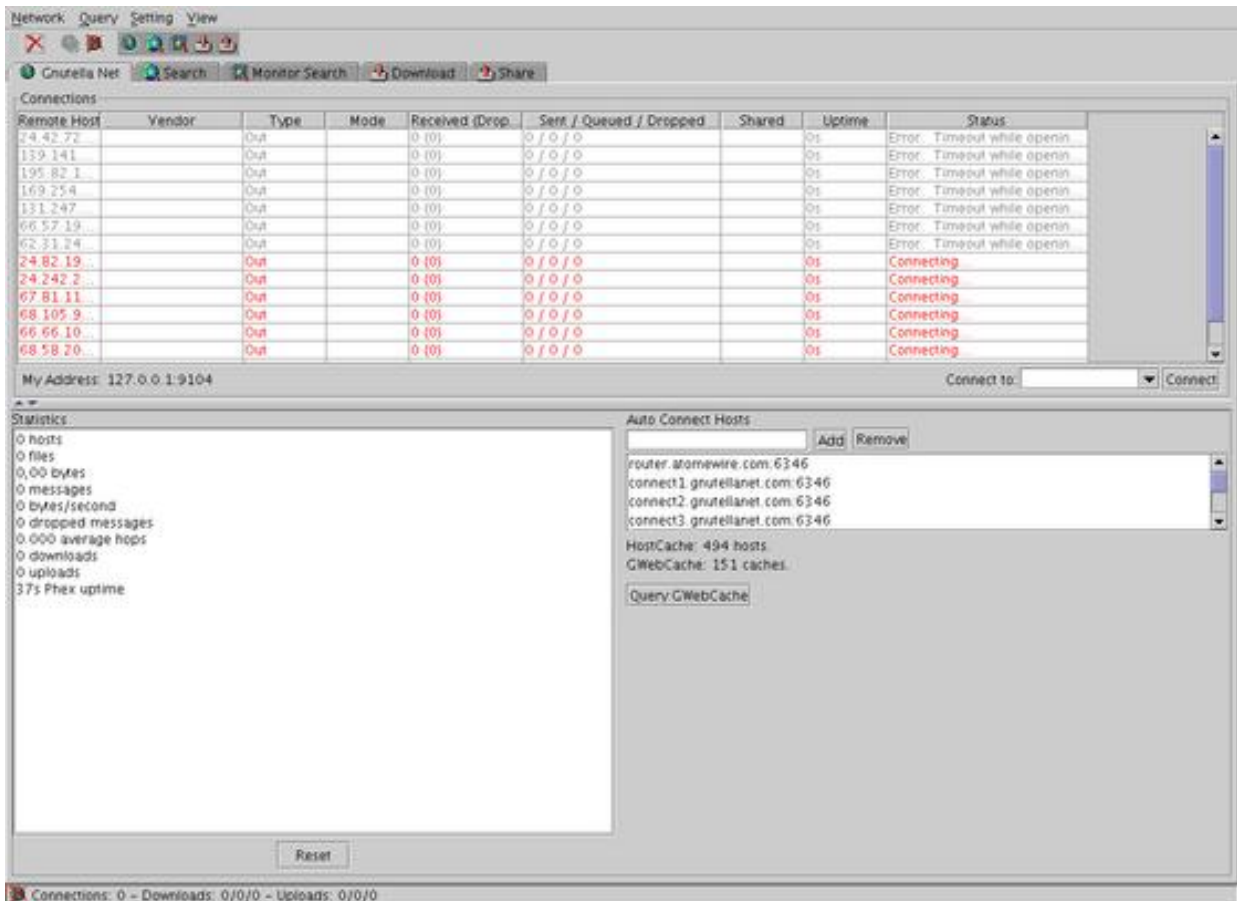 Network Query Setting View
Gnutella Net Search Monitor Search Download Share
Connections
Remote Host Vendor Type Mode Received (Drop... Sent / Queued / Dropped Shared Uptime Status
24.42.72... Out 0 (0) 0 / 0 / 0 0s Error... Timeout while openin...
139.141.... Out 0 (0) 0 / 0 / 0 0s Error... Timeout while openin...
195.82.1... Out 0 (0) 0 / 0 / 0 0s Error... Timeout while openin...
169.254.... Out 0 (0) 0 / 0 / 0 0s Error... Timeout while openin...
131.247.... Out 0 (0) 0 / 0 / 0 0s Error... Timeout while openin...
66.57.19... Out 0 (0) 0 / 0 / 0 0s Error... Timeout while openin...
62.31.24... Out 0 (0) 0 / 0 / 0 0s Error... Timeout while openin...
24.82.19... Out 0 (0) 0 / 0 / 0 0s Connecting...
24.242.2... Out 0 (0) 0 / 0 / 0 0s Connecting...
67.81.11... Out 0 (0) 0 / 0 / 0 0s Connecting...
68.105.9... Out 0 (0) 0 / 0 / 0 0s Connecting...
66.66.10... Out 0 (0) 0 / 0 / 0 0s Connecting...
68.58.20... Out 0 (0) 0 / 0 / 0 0s Connecting...
My Address: 127.0.0.1:9104 Connect to: Connect
Statistics
0 hosts
0 files
0,00 bytes
0 messages
0 bytes/second
0 dropped messages
0.000 average hops
0 downloads
0 uploads
37s Phex uptime
Reset
Auto Connect Hosts
Add Remove
router.atomewire.com:6346
connect1.gnutellanet.com:6346
connect2.gnutellanet.com:6346
connect3.gnutellanet.com:6346
HostCache: 494 hosts.
GWebCache: 151 caches.
Query GWebCache
Connections: 0 – Downloads: 0/0/0 – Uploads: 0/0/0